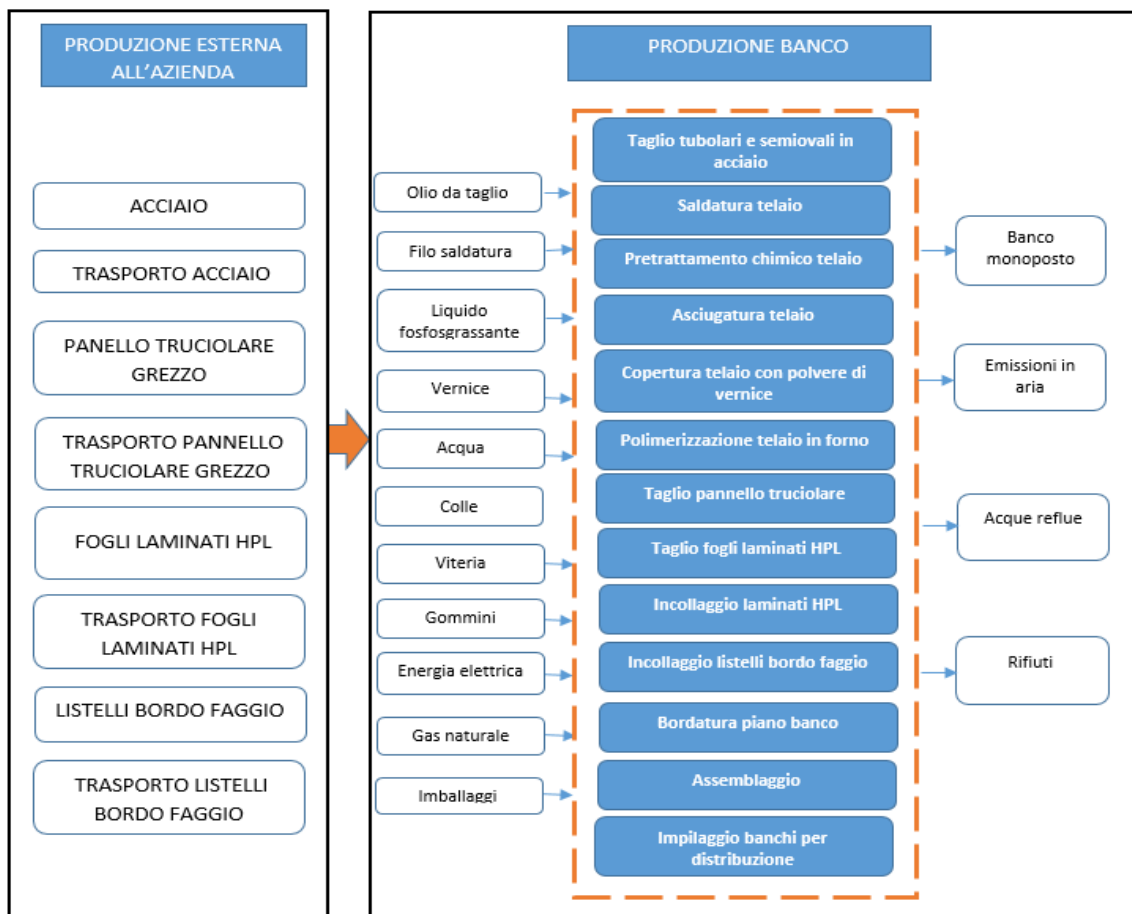 PRODUZIONE ESTERNA
ALL'AZIENDA
ACCIAIO
TRASPORTO ACCIAIO
PANELLO TRUCIOLARE
GREZZO
TRASPORTO PANNELLO
TRUCIOLARE GREZZO
FOGLI LAMINATI HPL
TRASPORTO FOGLI
LAMINATI HPL
LISTELLI BORDO FAGGIO
TRASPORTO LISTELLI
BORDO FAGGIO
PRODUZIONE BANCO
Olio da taglio
Filo saldatura
Liquido
fosfosgrassante
Vernice
Acqua
Colle
Viteria
Gommini
Energia elettrica
Gas naturale
Imballaggi
Taglio tubolari e semiovali in
acciaio
Saldatura telaio
Pretrattamento chimico telaio
Asciugatura telaio
Copertura telaio con polvere di
vernice
Polimerizzazione telaio in forno
Taglio pannello truciolare
Taglio fogli laminati HPL
Incollaggio laminati HPL
Incollaggio listelli bordo faggio
Bordatura piano banco
Assemblaggio
Impilaggio banchi per
distribuzione
Banco
monoposto
Emissioni in
aria
Acque reflue
Rifiuti